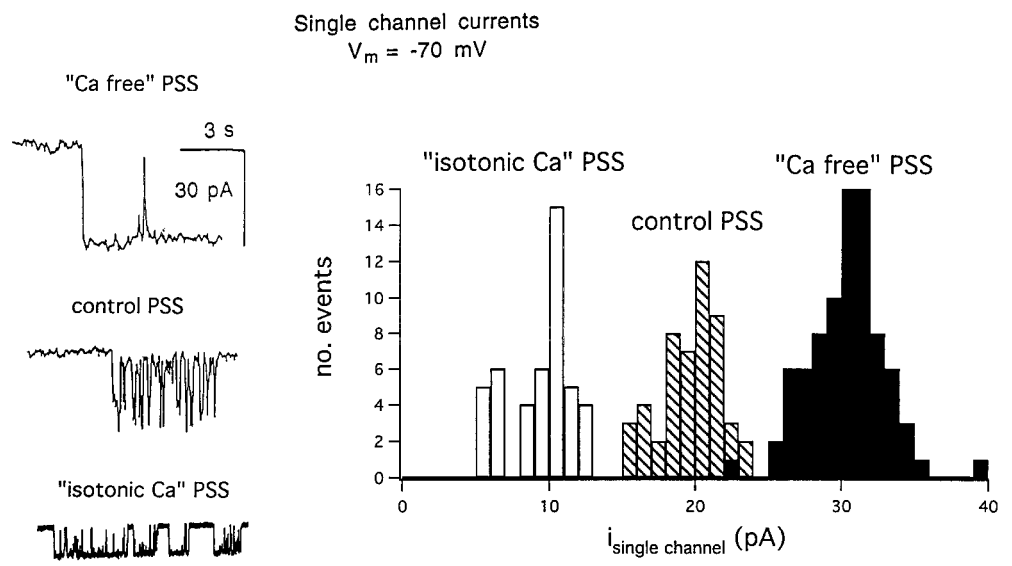 Single channel currents
Vm = -70 mV
"Ca free" PSS
3 s
30 pA
control PSS
"isotonic Ca" PSS
"isotonic Ca" PSS
"Ca free" PSS
control PSS
no. events
16
14
12
10
8
6
4
2
0
0
10
20
30
40
isingle channel (pA)